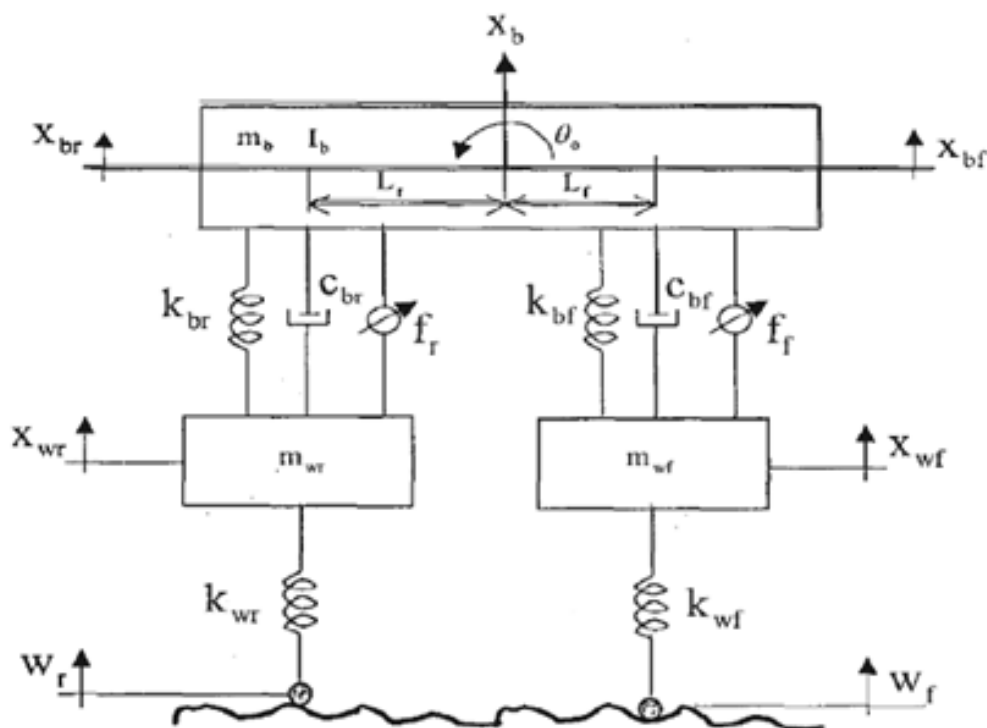 x_b
x_br m_b I_b θ_o x_bf
L_r L_f
k_br c_br f_r k_bf c_bf f_f
x_wr m_wr m_wf x_wf
k_wr k_wf
w_r w_f